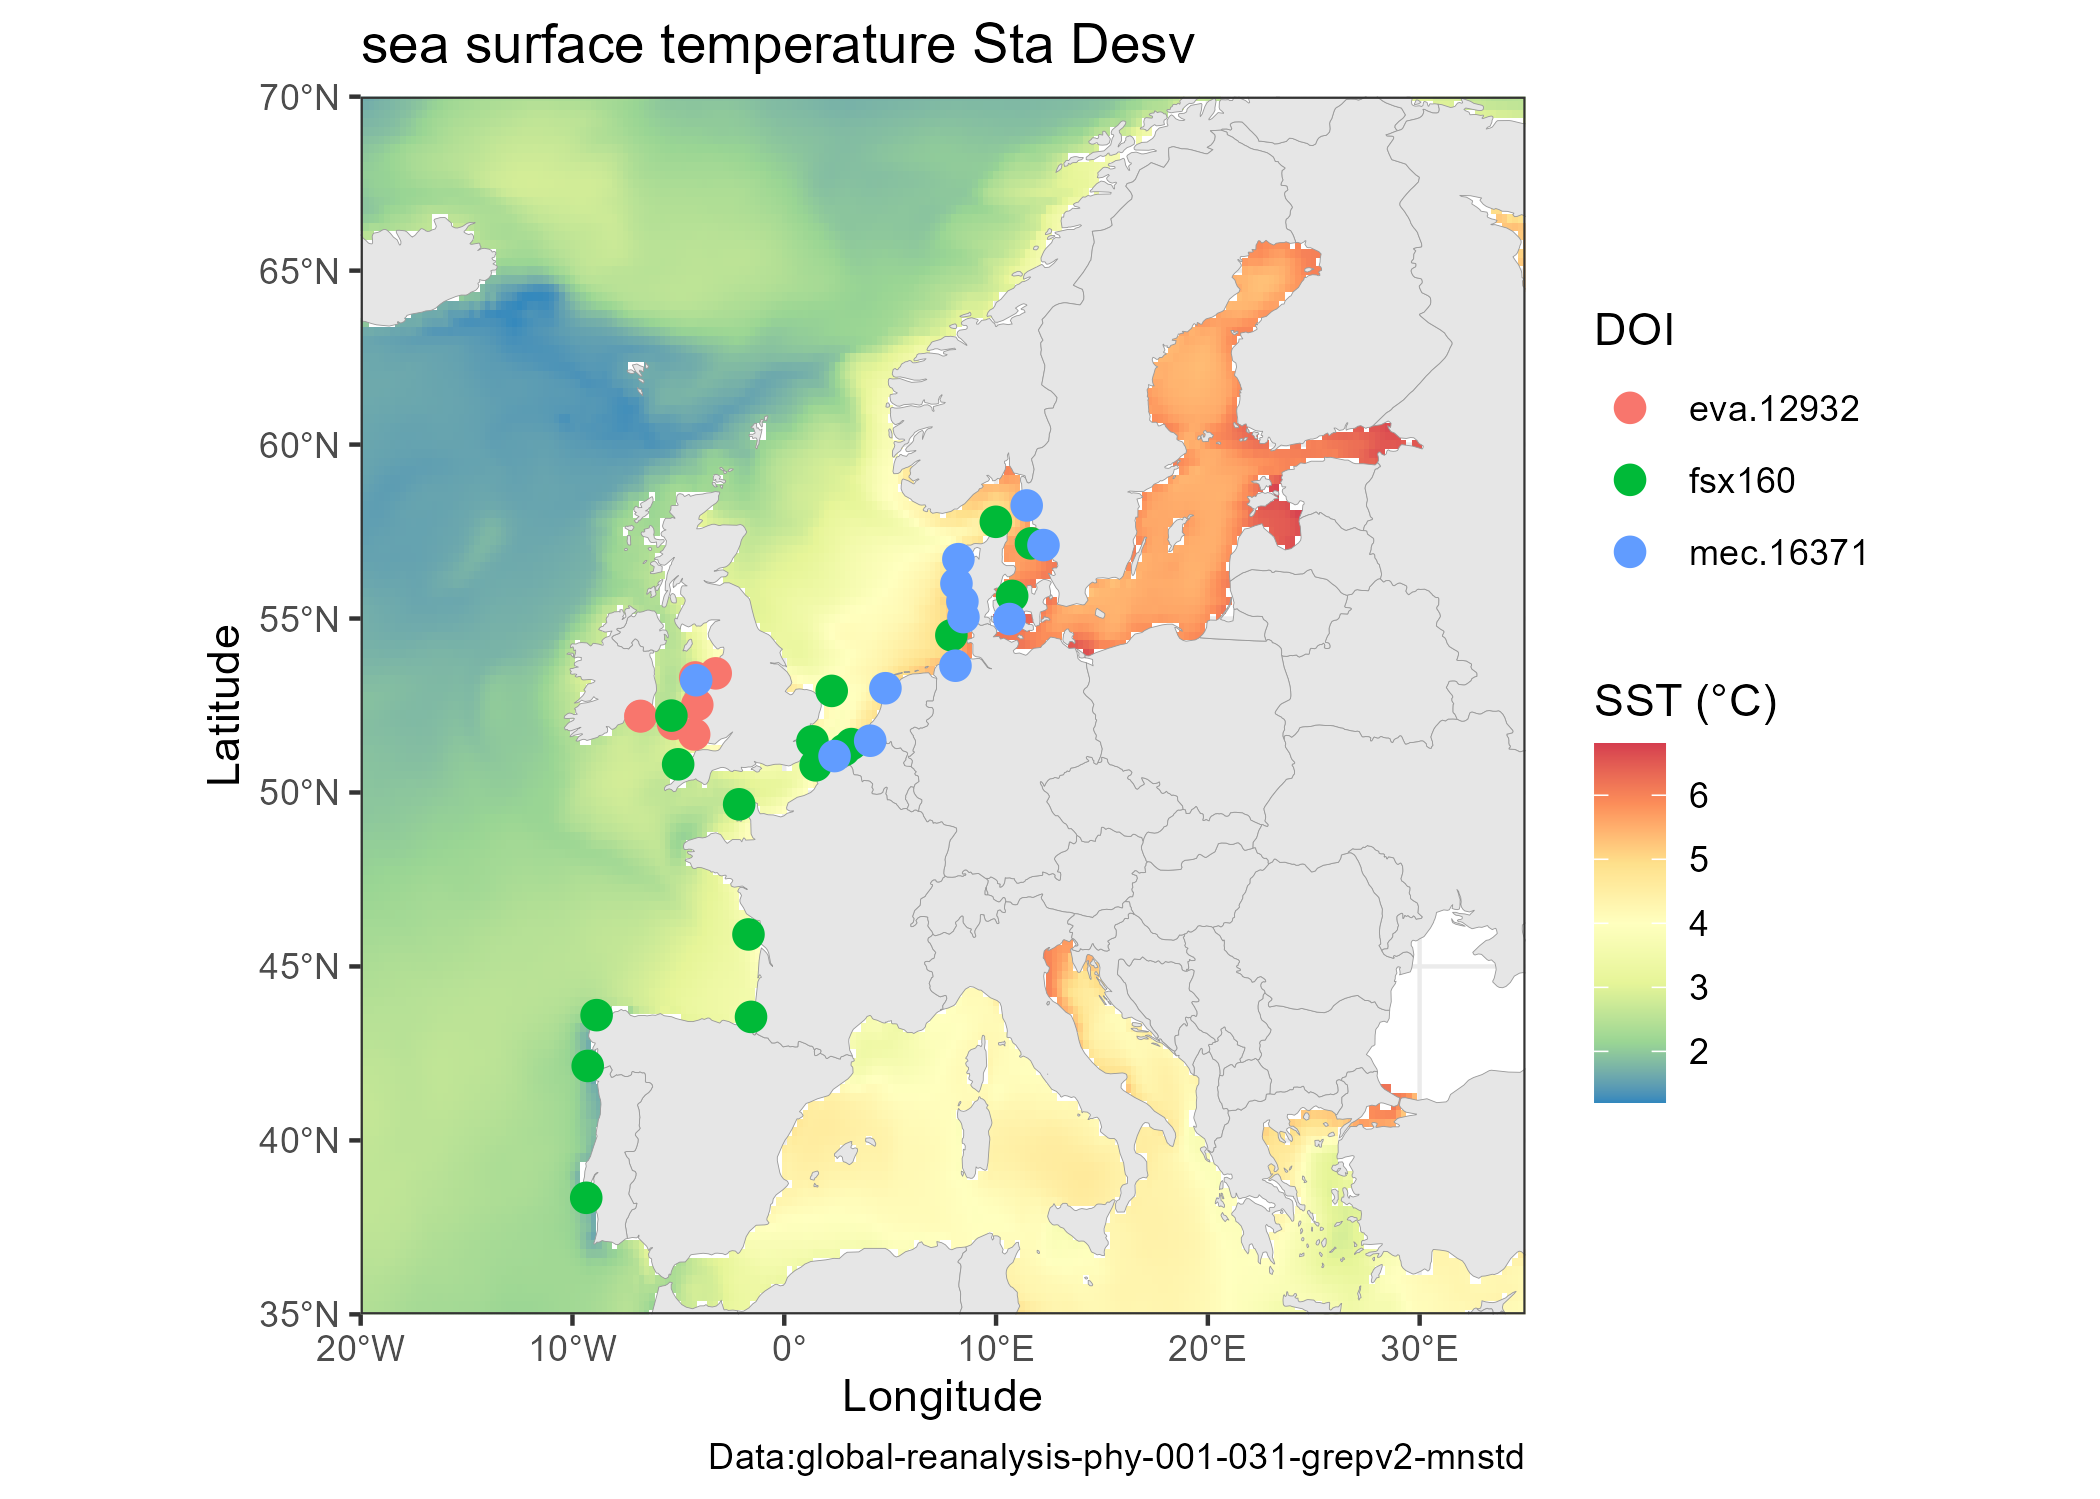 sea surface temperature Sta Desv
70°N
65°N
60°N
55°N
50°N
45°N
40°N
35°N
Latitude
20°W 10°W 0° 10°E 20°E 30°E
Longitude
Data:global-reanalysis-phy-001-031-grepv2-mnstd
DOI
eva.12932
fsx160
mec.16371
SST (°C)
6
5
4
3
2